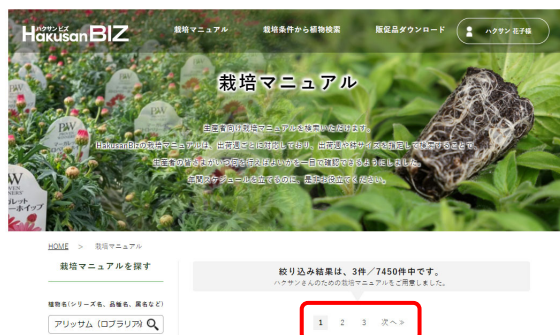 ハクサンビズ
HakusanBIZ
栽培マニュアル
栽培条件から植物検索
販促品ダウンロード
ハクサン 花子様
栽培マニュアル
生産者向け栽培マニュアルを検索いただけます。
HakusanBizの栽培マニュアルは、出荷週ごとに対応しており、出荷週や鉢サイズを指定して検索することで、
生産者の皆さまがいつ何を行えばよいかを一目で確認できるようにしました。
年間スケジュールを立てるのに、是非お役立てください。
PW
PW
HOME > 栽培マニュアル
栽培マニュアルを探す
絞り込み結果は、3件/7450件中です。
ハクサンさんのための栽培マニュアルをご用意しました。
植物名(シリーズ名、品種名、属名など)
アリッサム（ロブラリア）
1 2 3 次へ »